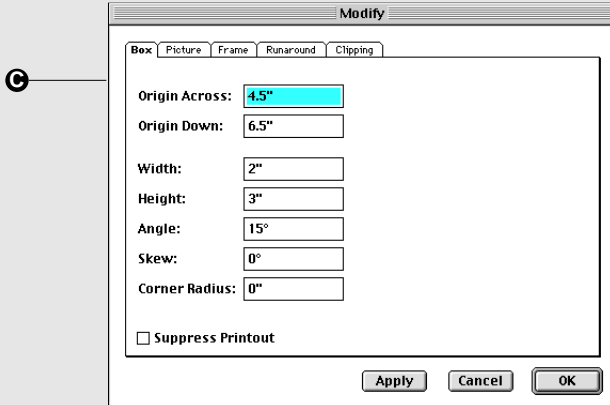 Modify
Box Picture Frame Runaround Clipping
C
Origin Across: 4.5"
Origin Down: 6.5"
Width: 2"
Height: 3"
Angle: 15°
Skew: 0°
Corner Radius: 0"
Suppress Printout
Apply Cancel OK